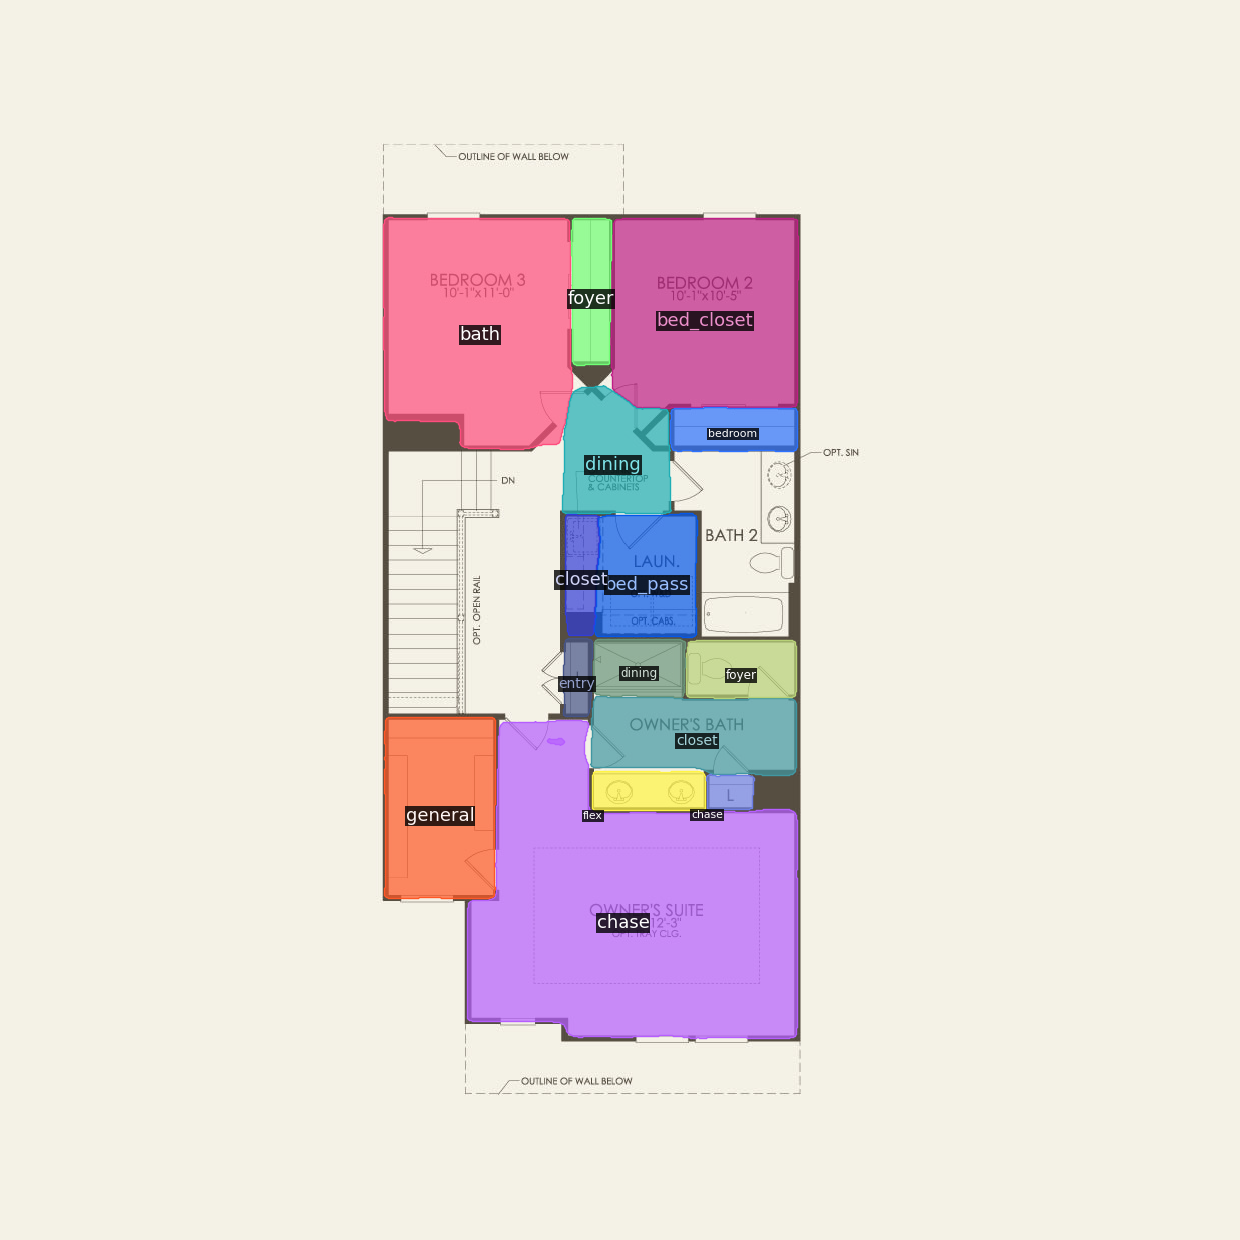 OUTLINE OF WALL BELOW
BEDROOM 3
10'-1"x11'-0"
BEDROOM 2
10'-1"x10'-5"
foyer
bed_closet
bath
bedroom
OPT. SIN
dining
COUNTERTOP
& CABINETS
DN
BATH 2
LAUN.
closet
bed_pass
OPT. OPEN RAIL
OPT. CABS.
dining
foyer
entry
OWNER'S BATH
closet
L
general
flex
chase
OWNER'S SUITE
chase
12'-3"
OPT. TRAY CLG.
OUTLINE OF WALL BELOW